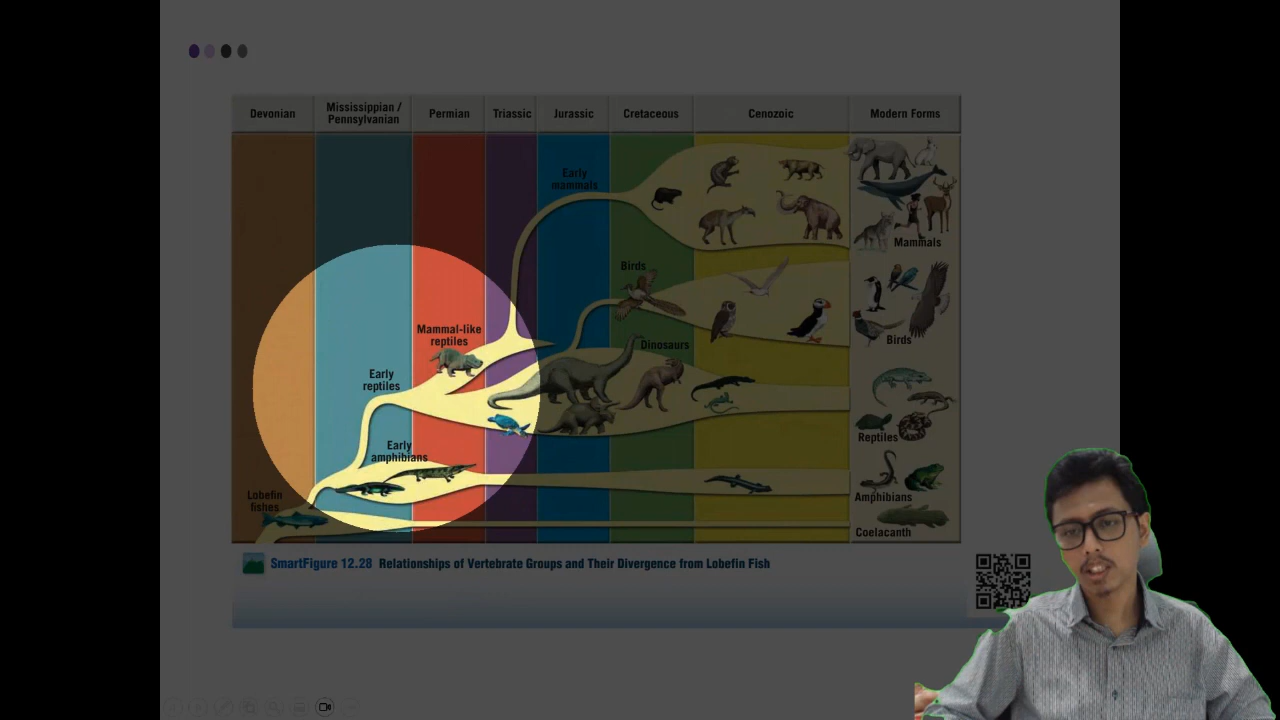 Devonian
Mississippian /
Pennsylvanian
Permian
Triassic
Jurassic
Cretaceous
Cenozoic
Modern Forms
Early
mammals
Mammals
Birds
Birds
Mammal-like
reptiles
Dinosaurs
Early
reptiles
Reptiles
Early
amphibians
Lobefin
fishes
Amphibians
Coelacanth
SmartFigure 12.28 Relationships of Vertebrate Groups and Their Divergence from Lobefin Fish